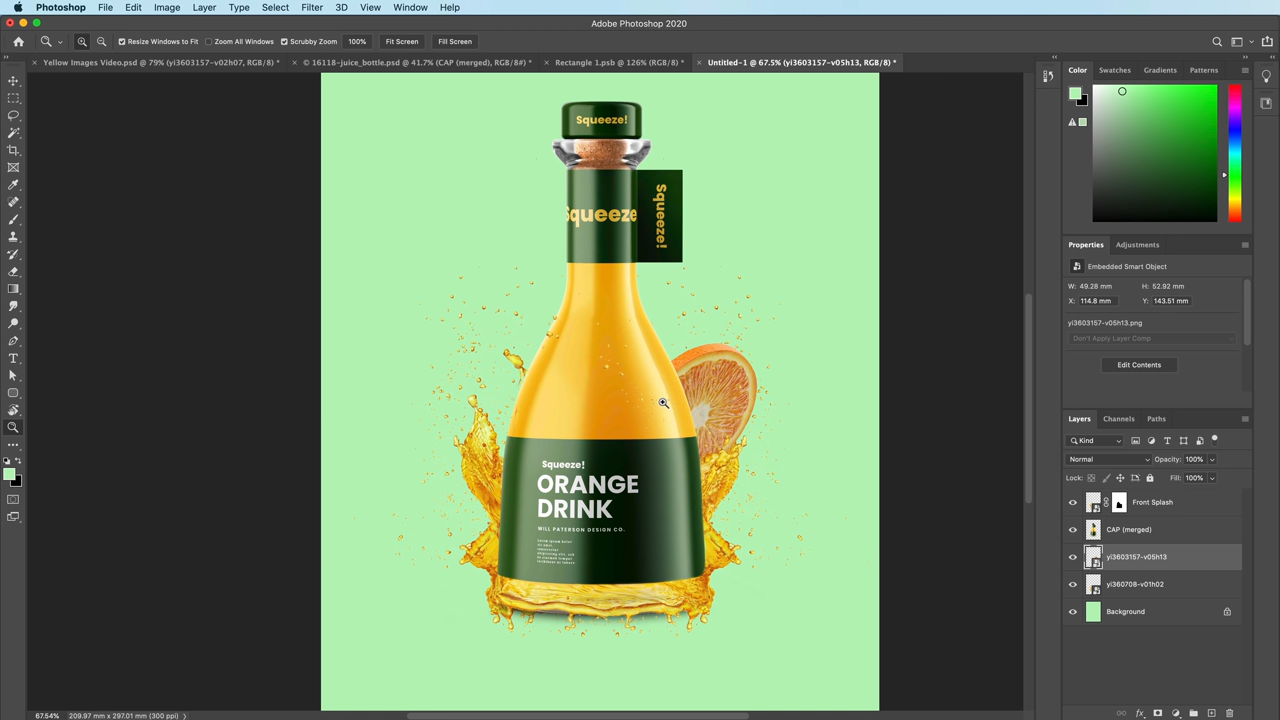 Photoshop File Edit Image Layer Type Select Filter 3D View Window Help
Adobe Photoshop 2020
Resize Windows to Fit Zoom All Windows Scrubby Zoom 100% Fit Screen Fill Screen
Yellow Images Video.psd @ 79% (yi3603157-v02h07, RGB/8) * © 16118-juice_bottle.psd @ 41.7% (CAP (merged), RGB/8#) * Rectangle 1.psb @ 126% (RGB/8) * Untitled-1 @ 67.5% (yi3603157-v05h13, RGB/8) *
Color Swatches Gradients Patterns
Squeeze!
Squeeze
Squeeze!
Squeeze!
ORANGE
DRINK
WILL PATERSON DESIGN CO.
Properties Adjustments
Embedded Smart Object
W: 49.28 mm H: 52.92 mm
X: 114.8 mm Y: 143.51 mm
yi3603157-v05h13.png
Don't Apply Layer Comp
Edit Contents
Layers Channels Paths
Kind
Normal Opacity: 100%
Lock: Fill: 100%
Front Splash
CAP (merged)
yi3603157-v05h13
yi360708-v01h02
Background
67.54% 209.97 mm x 297.01 mm (300 ppi)